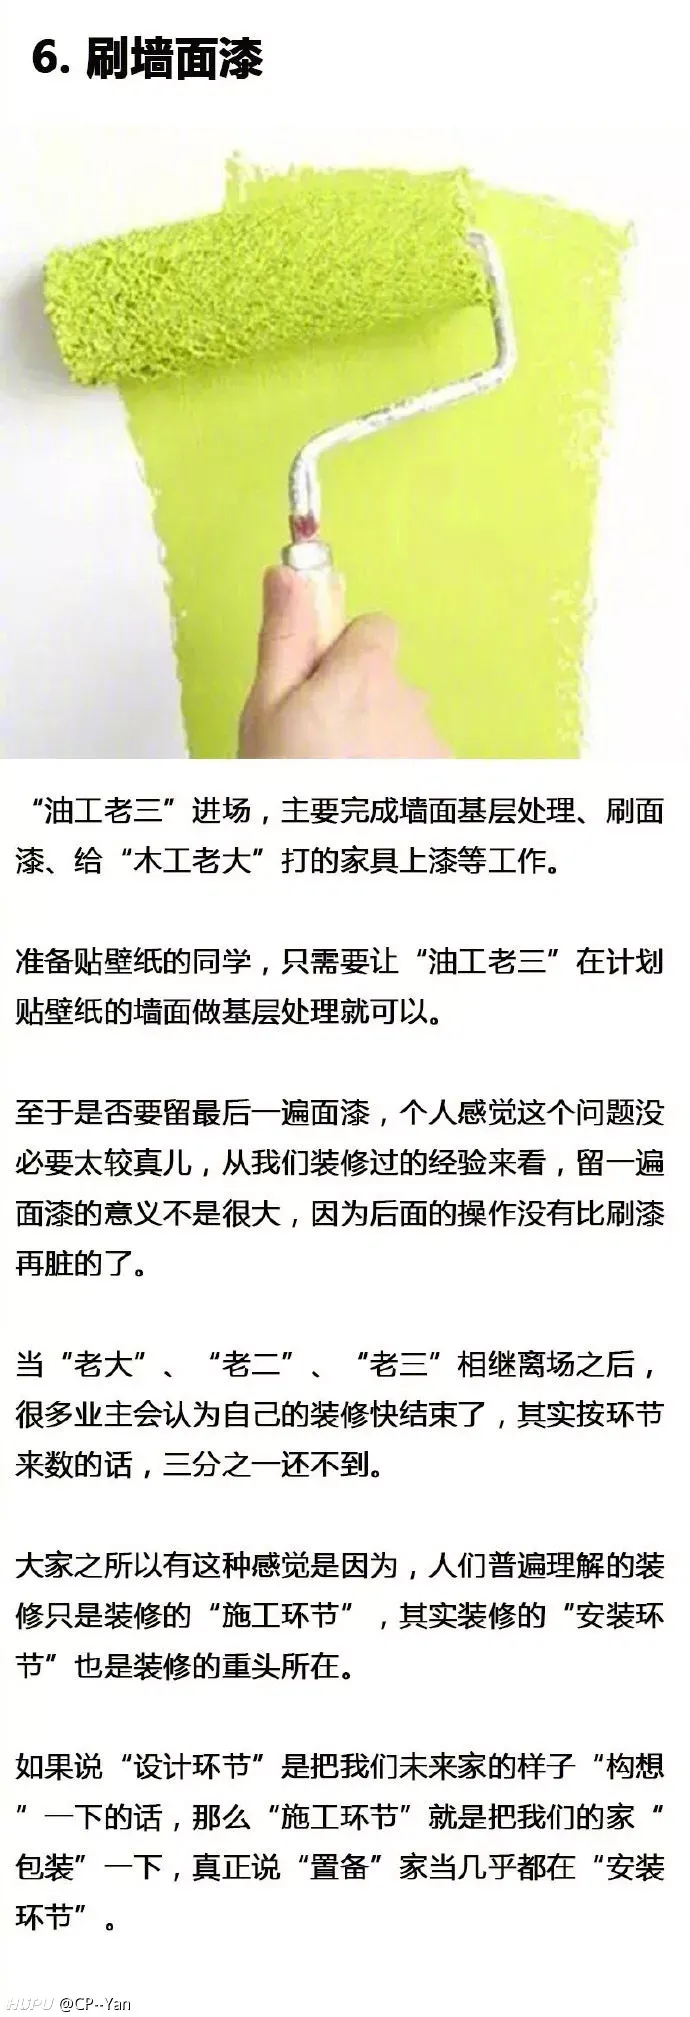 6. 刷墙面漆
“油工老三”进场，主要完成墙面基层处理、刷面
漆、给“木工老大”打的家具上漆等工作。
准备贴壁纸的同学，只需要让“油工老三”在计划
贴壁纸的墙面做基层处理就可以。
至于是否要留最后一遍面漆，个人感觉这个问题没
必要太较真儿，从我们装修过的经验来看，留一遍
面漆的意义不是很大，因为后面的操作没有比刷漆
再脏的了。
当“老大”、“老二”、“老三”相继离场之后，
很多业主会认为自己的装修快结束了，其实按环节
来数的话，三分之一还不到。
大家之所以有这种感觉是因为，人们普遍理解的装
修只是装修的“施工环节”，其实装修的“安装环
节”也是装修的重头所在。
如果说“设计环节”是把我们未来家的样子“构想
”一下的话，那么“施工环节”就是把我们的家“
包装”一下，真正说“置备”家当几乎都在“安装
环节”。
HUPU @CP--Yan